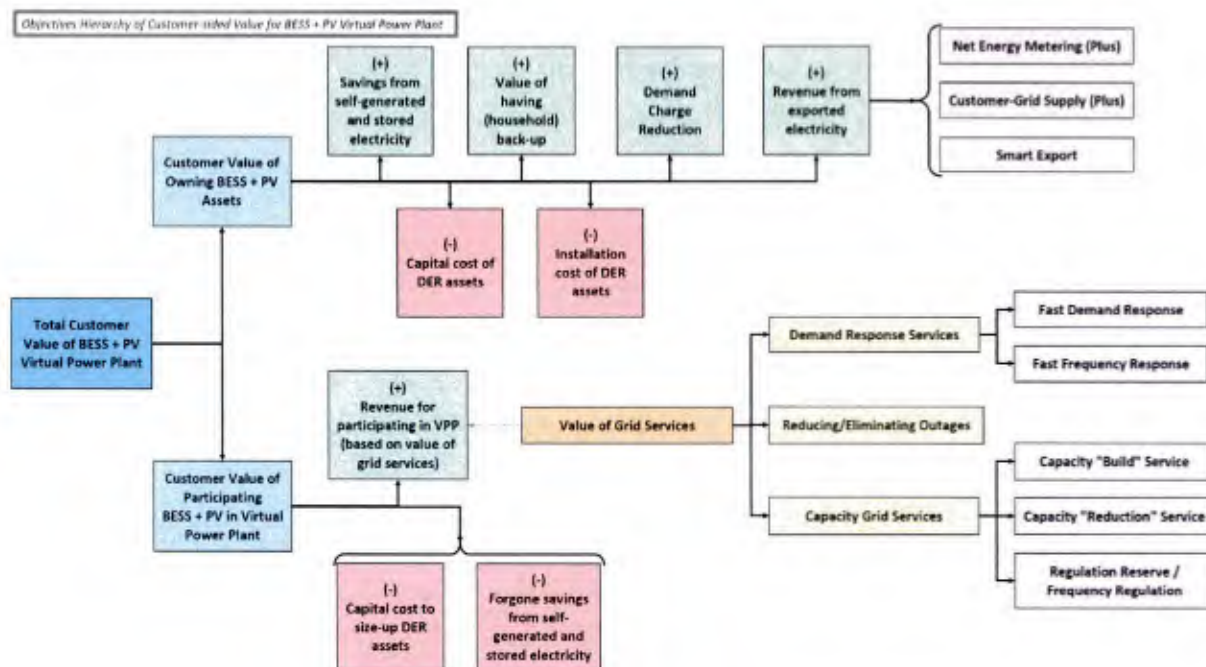 Objectives Hierarchy of Customer-sided Value for BESS + PV Virtual Power Plant
(+)
Savings from
self-generated
and stored
electricity
(+)
Value of
having
(household)
back-up
(+)
Demand
Charge
Reduction
(+)
Revenue from
exported
electricity
Net Energy Metering (Plus)
Customer-Grid Supply (Plus)
Smart Export
Customer Value of
Owning BESS + PV
Assets
(-)
Capital cost of
DER assets
(-)
Installation
cost of DER
assets
Total Customer
Value of BESS + PV
Virtual Power Plant
(+)
Revenue for
participating in VPP
(based on value of
grid services)
Value of Grid Services
Demand Response Services
Fast Demand Response
Fast Frequency Response
Reducing/Eliminating Outages
Capacity Grid Services
Capacity "Build" Service
Capacity "Reduction" Service
Regulation Reserve /
Frequency Regulation
Customer Value of
Participating
BESS + PV in Virtual
Power Plant
(-)
Capital cost to
size-up DER
assets
(-)
Forgone savings
from self-
generated and
stored electricity